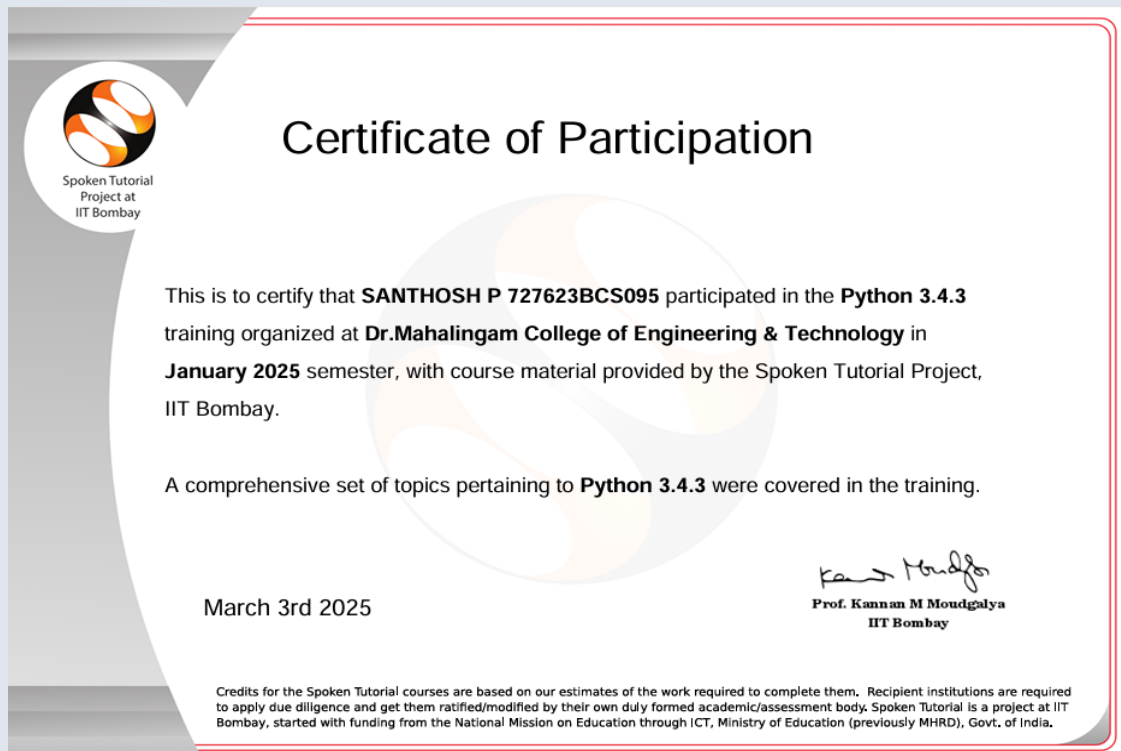 Spoken Tutorial
Project at
IIT Bombay
Certificate of Participation
This is to certify that SANTHOSH P 727623BCS095 participated in the Python 3.4.3
training organized at Dr.Mahalingam College of Engineering & Technology in
January 2025 semester, with course material provided by the Spoken Tutorial Project,
IIT Bombay.
A comprehensive set of topics pertaining to Python 3.4.3 were covered in the training.
March 3rd 2025
Prof. Kannan M Moudgalya
IIT Bombay
Credits for the Spoken Tutorial courses are based on our estimates of the work required to complete them. Recipient institutions are required
to apply due diligence and get them ratified/modified by their own duly formed academic/assessment body. Spoken Tutorial is a project at IIT
Bombay, started with funding from the National Mission on Education through ICT, Ministry of Education (previously MHRD), Govt. of India.